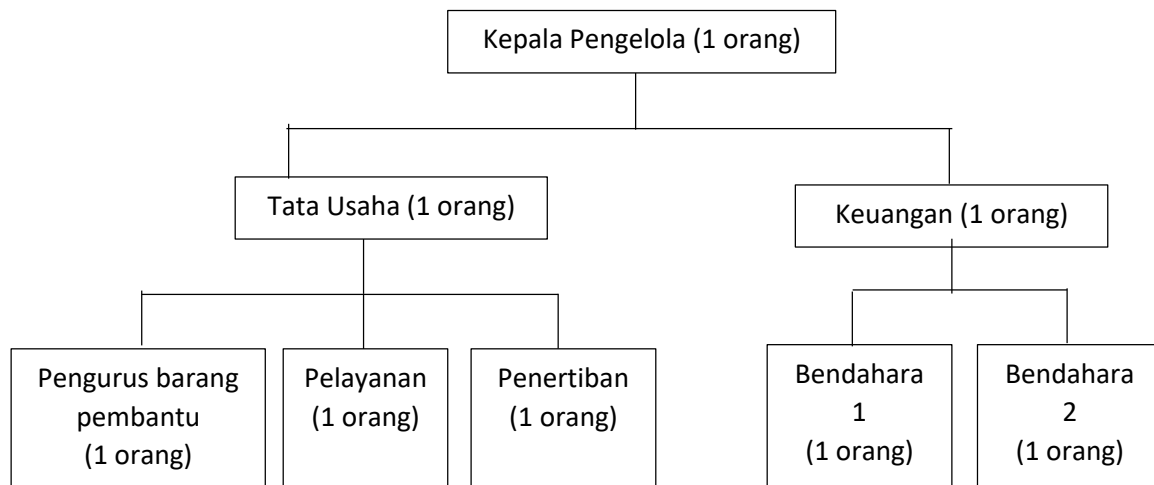 Kepala Pengelola (1 orang)
Tata Usaha (1 orang)
Keuangan (1 orang)
Pengurus barang
pembantu
(1 orang)
Pelayanan
(1 orang)
Penertiban
(1 orang)
Bendahara
1
(1 orang)
Bendahara
2
(1 orang)